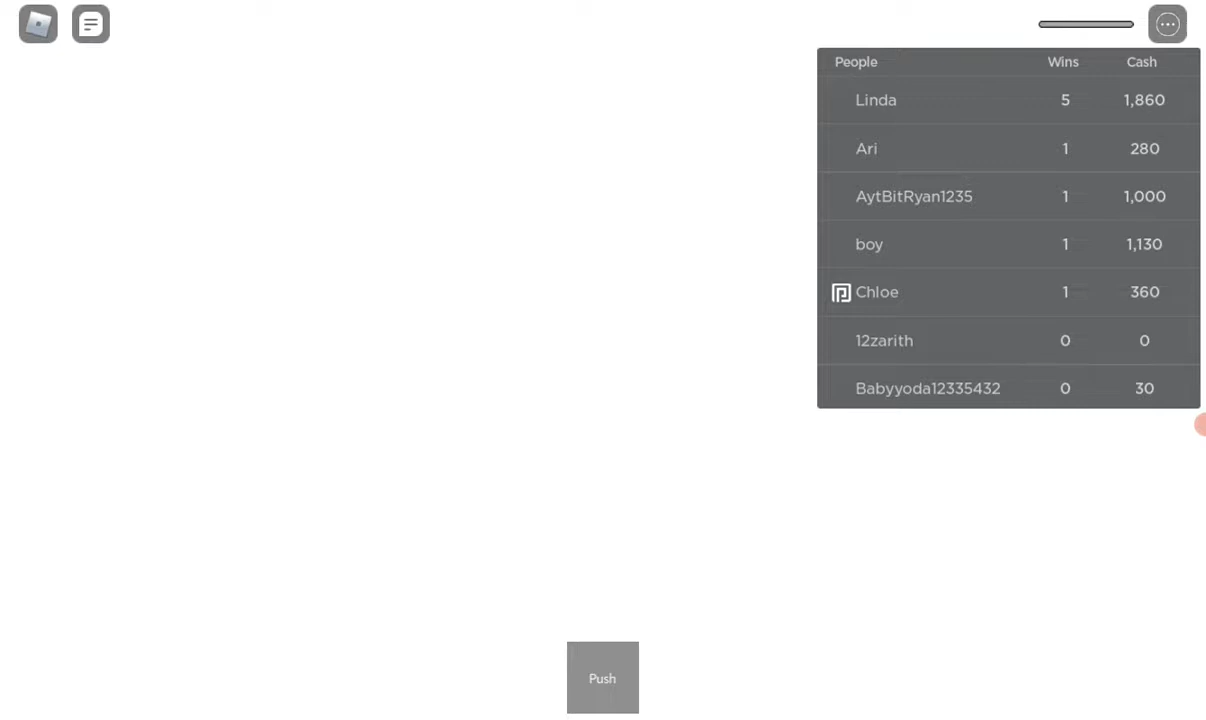 People Wins Cash
Linda 5 1,860
Ari 1 280
AytBitRyan1235 1 1,000
boy 1 1,130
Chloe 1 360
12zarith 0 0
Babyyoda12335432 0 30
Push